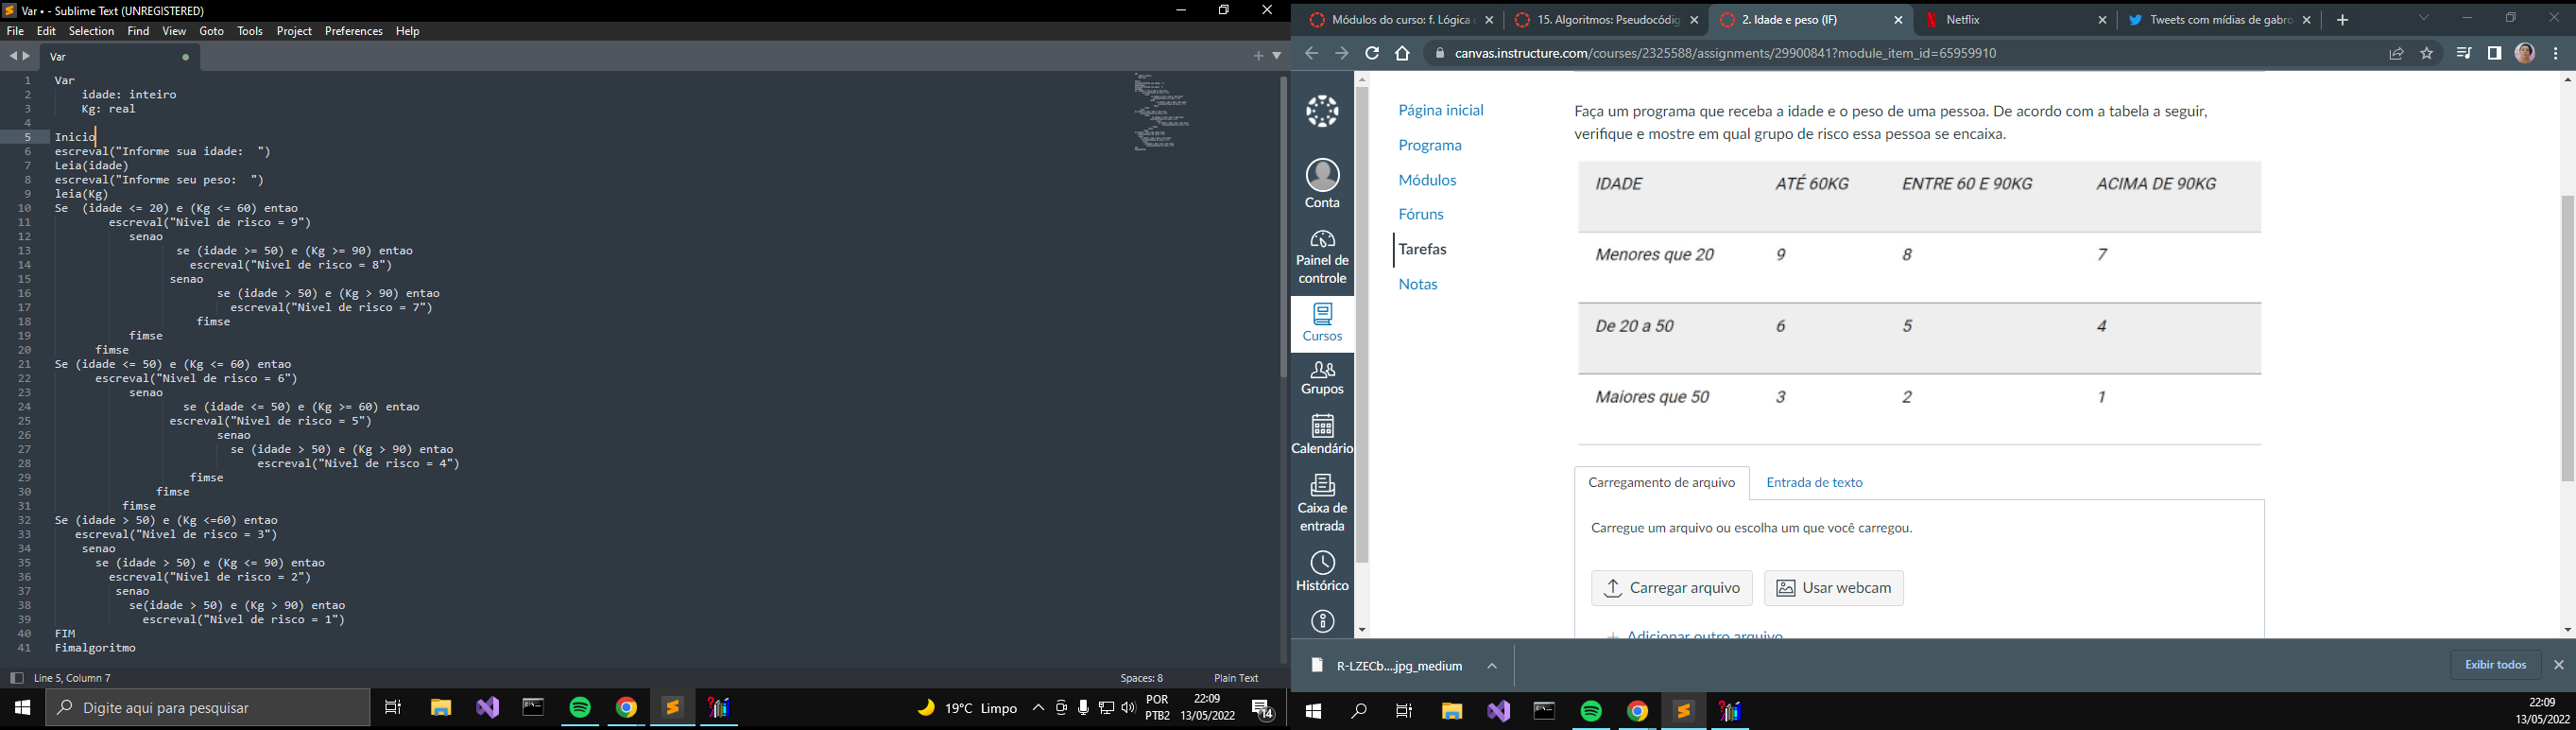 Var • - Sublime Text (UNREGISTERED)
File Edit Selection Find View Goto Tools Project Preferences Help
Var
1 Var
2 idade: inteiro
3 Kg: real
4
5 Inicio
6 escreval("Informe sua idade:  ")
7 Leia(idade)
8 escreval("Informe seu peso:  ")
9 leia(Kg)
10 Se  (idade <= 20) e (Kg <= 60) entao
11 escreval("Nivel de risco = 9")
12 senao
13 se (idade >= 50) e (Kg >= 90) entao
14 escreval("Nivel de risco = 8")
15 senao
16 se (idade > 50) e (Kg > 90) entao
17 escreval("Nivel de risco = 7")
18 fimse
19 fimse
20 fimse
21 Se (idade <= 50) e (Kg <= 60) entao
22 escreval("Nivel de risco = 6")
23 senao
24 se (idade <= 50) e (Kg >= 60) entao
25 escreval("Nivel de risco = 5")
26 senao
27 se (idade > 50) e (Kg > 90) entao
28 escreval("Nivel de risco = 4")
29 fimse
30 fimse
31 fimse
32 Se (idade > 50) e (Kg <=60) entao
33 escreval("Nivel de risco = 3")
34 senao
35 se (idade > 50) e (Kg <= 90) entao
36 escreval("Nivel de risco = 2")
37 senao
38 se(idade > 50) e (Kg > 90) entao
39 escreval("Nivel de risco = 1")
40 FIM
41 Fimalgoritmo
Line 5, Column 7 Spaces: 8 Plain Text
Digite aqui para pesquisar
19°C Limpo
POR
PTB2
22:09
13/05/2022
14
Módulos do curso: f. Lógica 15. Algoritmos: Pseudocódig 2. Idade e peso (IF) Netflix Tweets com mídias de gabro
canvas.instructure.com/courses/2325588/assignments/29900841?module_item_id=65959910
Conta
Painel de
controle
Cursos
Grupos
Calendário
Caixa de
entrada
Histórico
Página inicial
Programa
Módulos
Fóruns
Tarefas
Notas
Faça um programa que receba a idade e o peso de uma pessoa. De acordo com a tabela a seguir,
verifique e mostre em qual grupo de risco essa pessoa se encaixa.
IDADE ATÉ 60KG ENTRE 60 E 90KG ACIMA DE 90KG
Menores que 20 9 8 7
De 20 a 50 6 5 4
Maiores que 50 3 2 1
Carregamento de arquivo Entrada de texto
Carregue um arquivo ou escolha um que você carregou.
Carregar arquivo Usar webcam
+ Adicionar outro arquivo
R-LZECb....jpg_medium
Exibir todos
22:09
13/05/2022